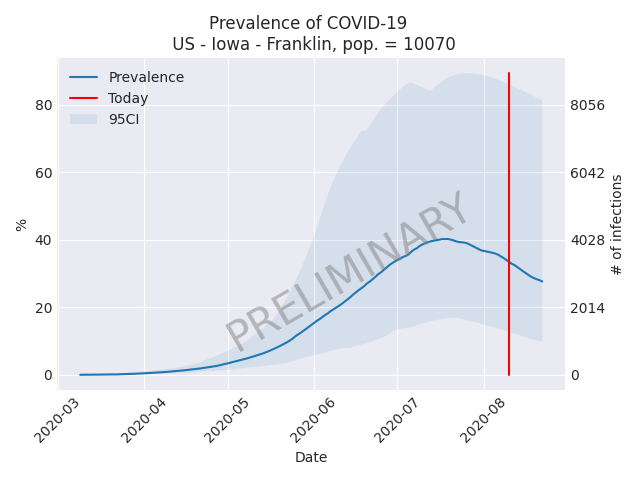 Prevalence of COVID-19
US - Iowa - Franklin, pop. = 10070
Prevalence
Today
95CI
80
60
40
20
0
%
8056
6042
4028
2014
0
# of infections
PRELIMINARY
2020-03
2020-04
2020-05
2020-06
2020-07
2020-08
Date